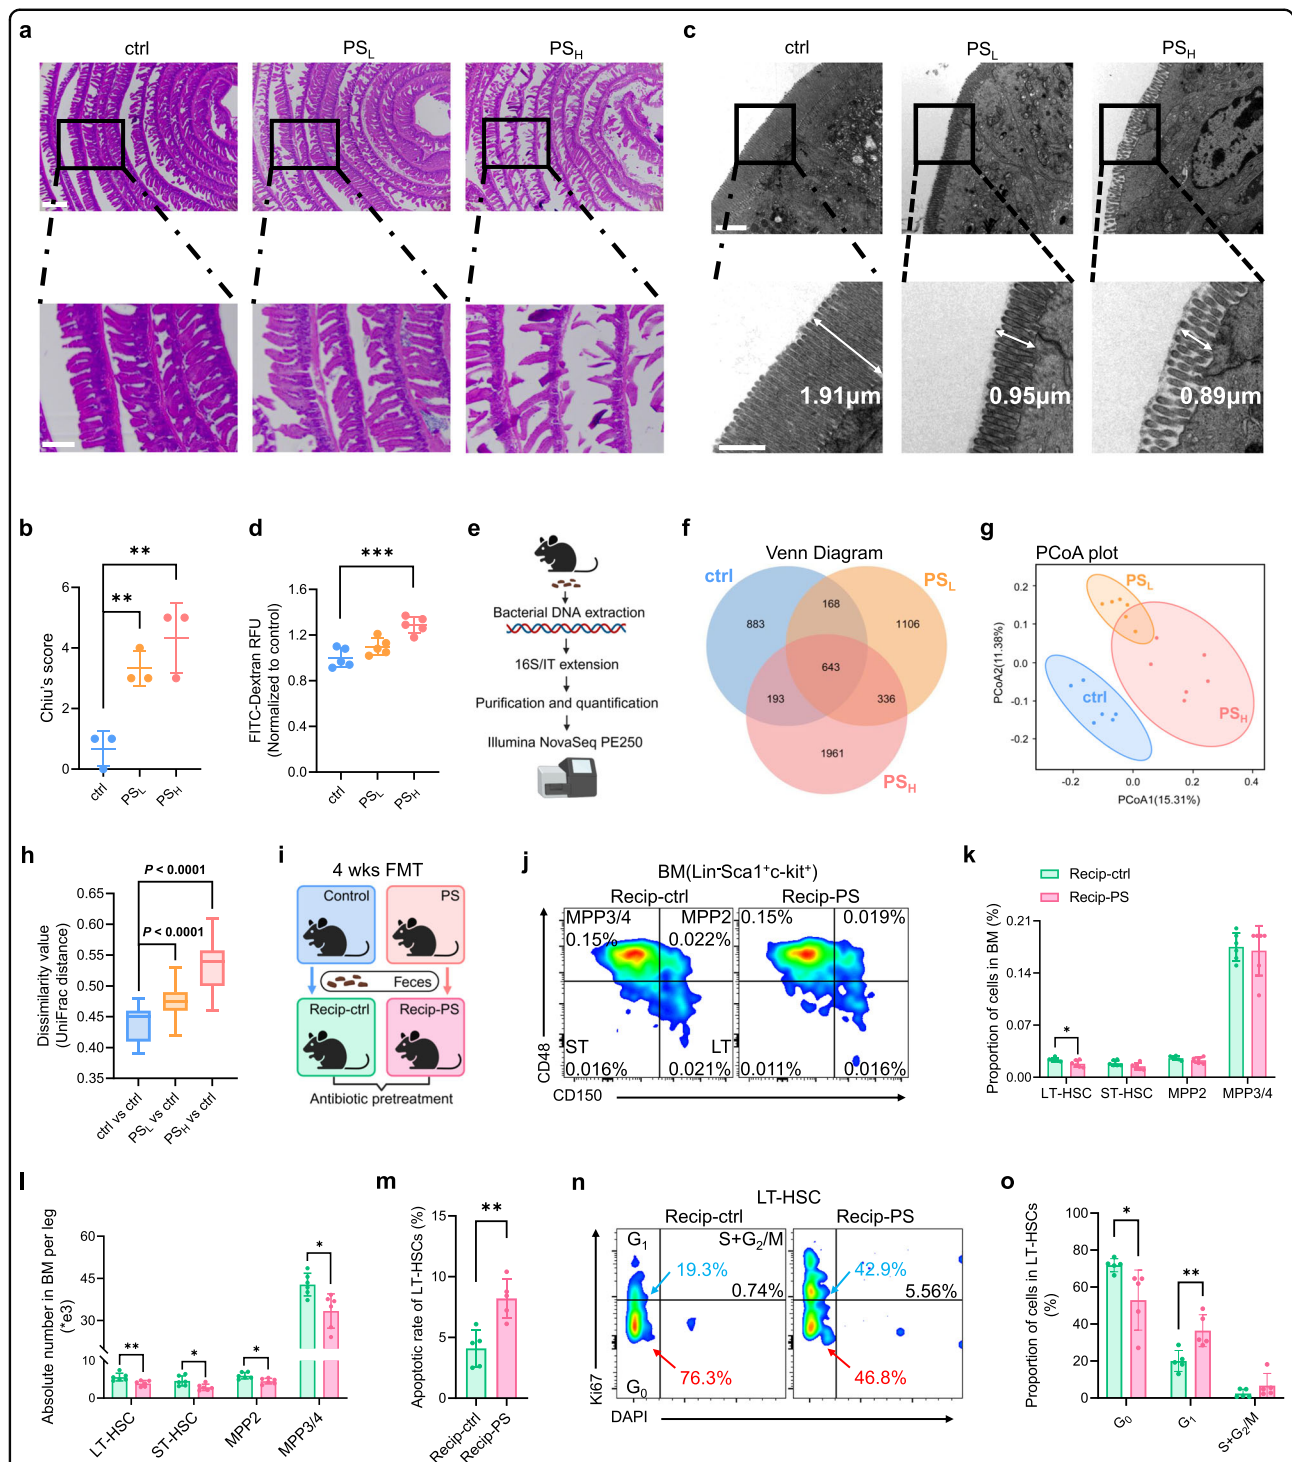 a
ctrl
PSL
PSH
c
ctrl
PSL
PSH
1.91μm
0.95μm
0.89μm
b
**
**
6
4
2
0
Chiu's score
ctrl
PSL
PSH
d
***
1.6
1.2
0.8
0.4
0.0
FITC-Dextran RFU
(Normalized to control)
ctrl
PSL
PSH
e
Bacterial DNA extraction
16S/IT extension
Purification and quantification
Illumina NovaSeq PE250
f
Venn Diagram
ctrl
PSL
883
168
1106
643
193
336
1961
PSH
g
PCoA plot
PSL
ctrl
PSH
0.2
0.1
0.0
-0.1
-0.2
PCoA2(11.38%)
-0.2
0.0
0.2
0.4
PCoA1(15.31%)
h
P < 0.0001
P < 0.0001
0.65
0.60
0.55
0.50
0.45
0.40
0.35
Dissimilarity value
(UniFrac distance)
ctrl vs ctrl
PSL vs ctrl
PSH vs ctrl
i
4 wks FMT
Control
PS
Feces
Recip-ctrl
Recip-PS
Antibiotic pretreatment
j
BM(Lin-Sca1+c-kit+)
Recip-ctrl
Recip-PS
MPP3/4
MPP2
0.15%
0.022%
0.15%
0.019%
ST
LT
0.016%
0.021%
0.011%
0.016%
CD48
CD150
k
Recip-ctrl
Recip-PS
0.21
0.14
0.07
0.00
Proportion of cells in BM (%)
*
LT-HSC
ST-HSC
MPP2
MPP3/4
l
60
45
30
10
0
Absolute number in BM per leg
(*e3)
**
*
*
*
LT-HSC
ST-HSC
MPP2
MPP3/4
m
**
15
10
5
0
Apoptotic rate of LT-HSCs (%)
Recip-ctrl
Recip-PS
n
LT-HSC
Recip-ctrl
Recip-PS
G1
S+G2/M
19.3%
0.74%
42.9%
5.56%
76.3%
46.8%
G0
Ki67
DAPI
o
100
80
60
40
20
0
Proportion of cells in LT-HSCs
(%)
*
**
G0
G1
S+G2/M